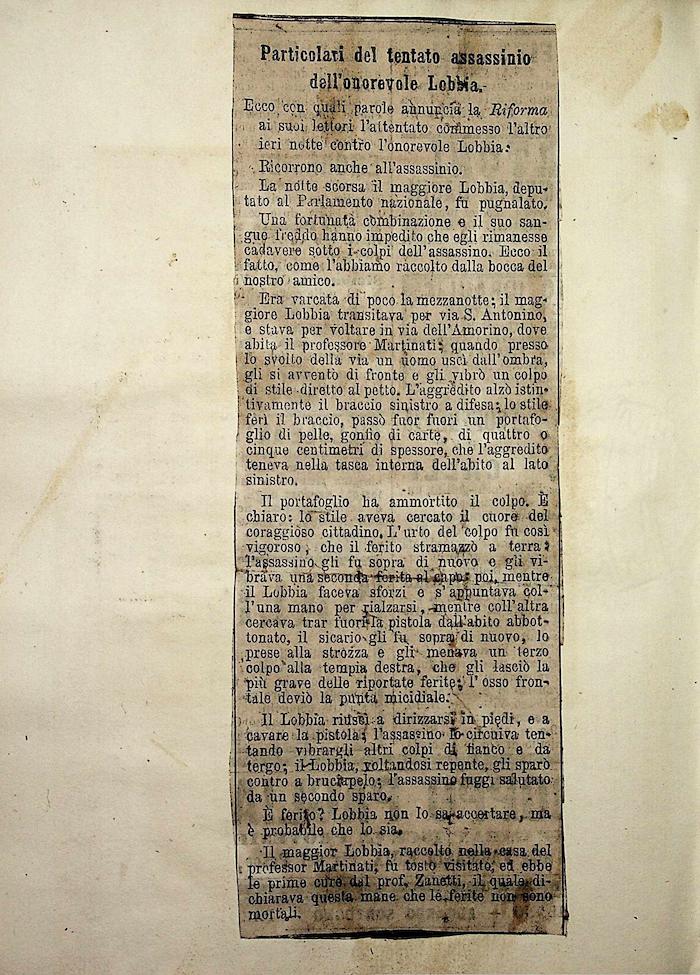 Particolari del tentato assassinio
dell'onorevole Lobbia.
Ecco con quali parole annuncia la Riforma
ai suoi lettori l'attentato commesso l'altro
ieri notte contro l'onorevole Lobbia:
Ricorrono anche all'assassinio.
La notte scorsa il maggiore Lobbia, depu-
tato al Parlamento nazionale, fu pugnalato.
Una fortunata combinazione e il suo san-
gue freddo hanno impedito che egli rimanesse
cadavere sotto i colpi dell'assassino. Ecco il
fatto, come l'abbiamo raccolto dalla bocca del
nostro amico.
Era varcata di poco la mezzanotte; il mag-
giore Lobbia transitava per via S. Antonino,
e stava per voltare in via dell'Amorino, dove
abita il professore Martinati; quando presso
lo svolto della via un uomo uscì dall'ombra,
gli si avventò di fronte e gli vibrò un colpo
di stile diretto al petto. L'aggredito alzò istin-
tivamente il braccio sinistro a difesa; lo stile
ferì il braccio, passò fuor fuori un portafo-
glio di pelle, gonfio di carte, di quattro o
cinque centimetri di spessore, che l'aggredito
teneva nella tasca interna dell'abito al lato
sinistro.
Il portafoglio ha ammortito il colpo. È
chiaro: lo stile aveva cercato il cuore del
coraggioso cittadino. L'urto del colpo fu così
vigoroso, che il ferito stramazzò a terra:
l'assassino gli fu sopra di nuovo e gli vi-
brava una seconda ferita al capo; poi, mentre
il Lobbia faceva sforzi e s'appuntava col-
l'una mano per rialzarsi, mentre coll'altra
cercava trar fuori la pistola dall'abito abbot-
tonato, il sicario gli fu sopra di nuovo, lo
prese alla strozza e gli menava un terzo
colpo alla tempia destra, che gli lasciò la
più grave delle riportate ferite; l'osso fron-
tale deviò la punta micidiale.
Il Lobbia riuscì a dirizzarsi in piedi, e a
cavare la pistola; l'assassino lo circuiva ten-
tando vibrargli altri colpi di fianco e da
tergo; il Lobbia, voltandosi repente, gli sparò
contro a bruciapelo; l'assassino fuggì salutato
da un secondo sparo.
È ferito? Lobbia non lo sa accertare, ma
è probabile che lo sia.
Il maggior Lobbia, raccolto nella casa del
professor Martinati, fu tosto visitato, ed ebbe
le prime cure dal prof. Zanetti, il quale di-
chiarava questa mane che le ferite non sono
mortali.